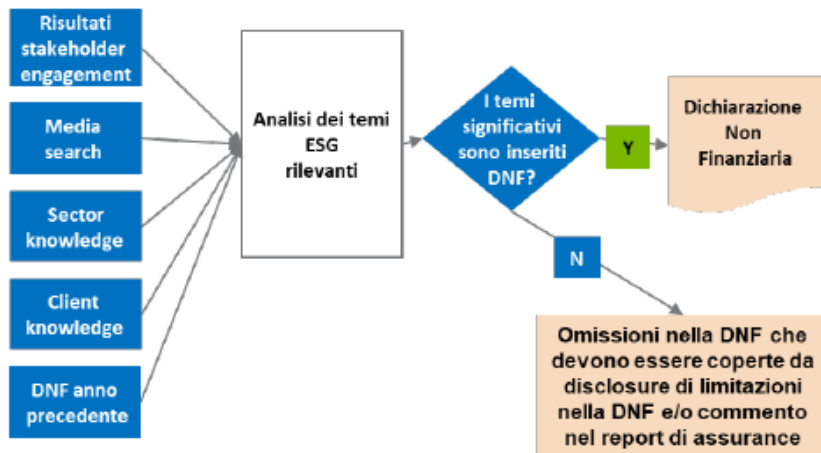 Risultati
stakeholder
engagement
Media
search
Sector
knowledge
Client
knowledge
DNF anno
precedente
Analisi dei temi
ESG
rilevanti
I temi
significativi
sono inseriti
DNF?
Y
N
Dichiarazione
Non
Finanziaria
Omissioni nella DNF che
devono essere coperte da
disclosure di limitazioni
nella DNF e/o commento
nel report di assurance